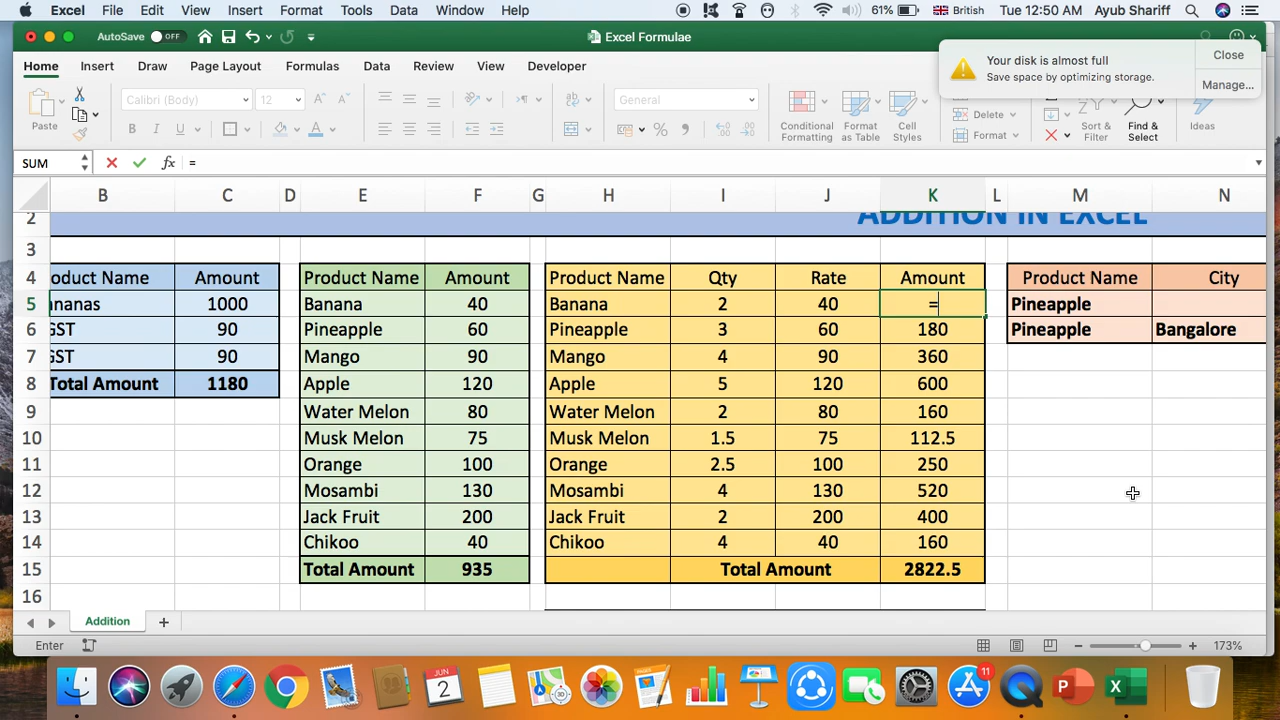 Excel File Edit View Insert Format Tools Data Window Help 61% British Tue 12:50 AM Ayub Shariff
AutoSave OFF Excel Formulae
Your disk is almost full
Save space by optimizing storage.
Close
Manage...
Home Insert Draw Page Layout Formulas Data Review View Developer
Paste
Calibri (Body) 12
B I U A
General
Conditional Formatting
Format as Table
Cell Styles
Delete
Format
Sort & Filter
Find & Select
Ideas
SUM fx =
B C D E F G H I J K L M N
2 ADDITION IN EXCEL
3
4 oduct Name Amount Product Name Amount Product Name Qty Rate Amount Product Name City
5 ananas 1000 Banana 40 Banana 2 40 = Pineapple
6 GST 90 Pineapple 60 Pineapple 3 60 180 Pineapple Bangalore
7 GST 90 Mango 90 Mango 4 90 360
8 Total Amount 1180 Apple 120 Apple 5 120 600
9 Water Melon 80 Water Melon 2 80 160
10 Musk Melon 75 Musk Melon 1.5 75 112.5
11 Orange 100 Orange 2.5 100 250
12 Mosambi 130 Mosambi 4 130 520
13 Jack Fruit 200 Jack Fruit 2 200 400
14 Chikoo 40 Chikoo 4 40 160
15 Total Amount 935 Total Amount 2822.5
16
Addition
Enter 173%
JUN
2
11